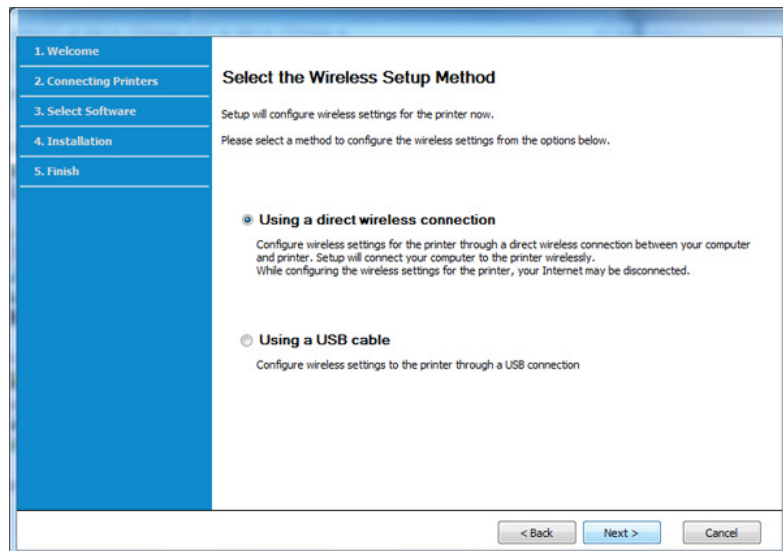 1. Welcome
2. Connecting Printers
3. Select Software
4. Installation
5. Finish
Select the Wireless Setup Method
Setup will configure wireless settings for the printer now.
Please select a method to configure the wireless settings from the options below.
Using a direct wireless connection
Configure wireless settings for the printer through a direct wireless connection between your computer
and printer. Setup will connect your computer to the printer wirelessly.
While configuring the wireless settings for the printer, your Internet may be disconnected.
Using a USB cable
Configure wireless settings to the printer through a USB connection
< Back
Next >
Cancel